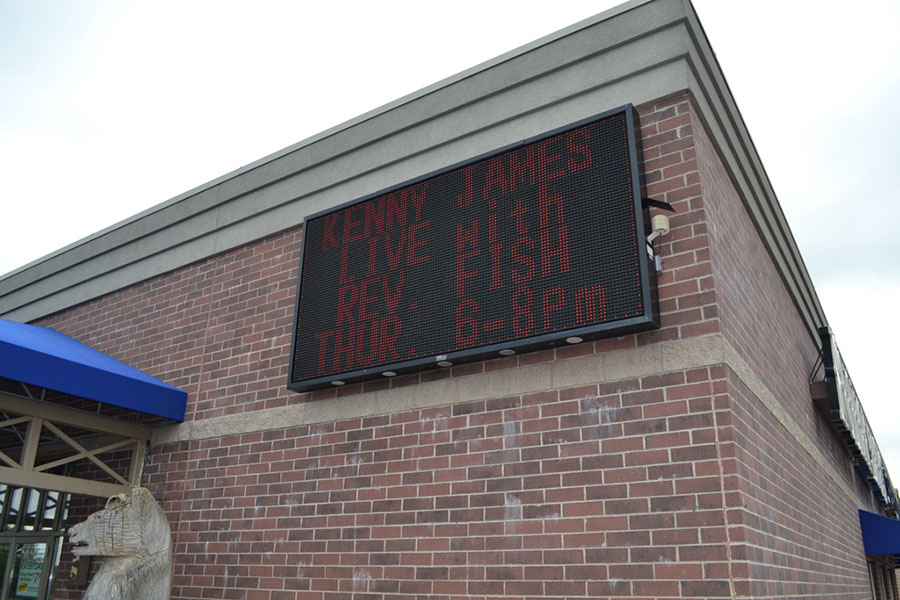 KENNY JAMES
LIVE with
REV. FISH
THUR. 6-8Pm